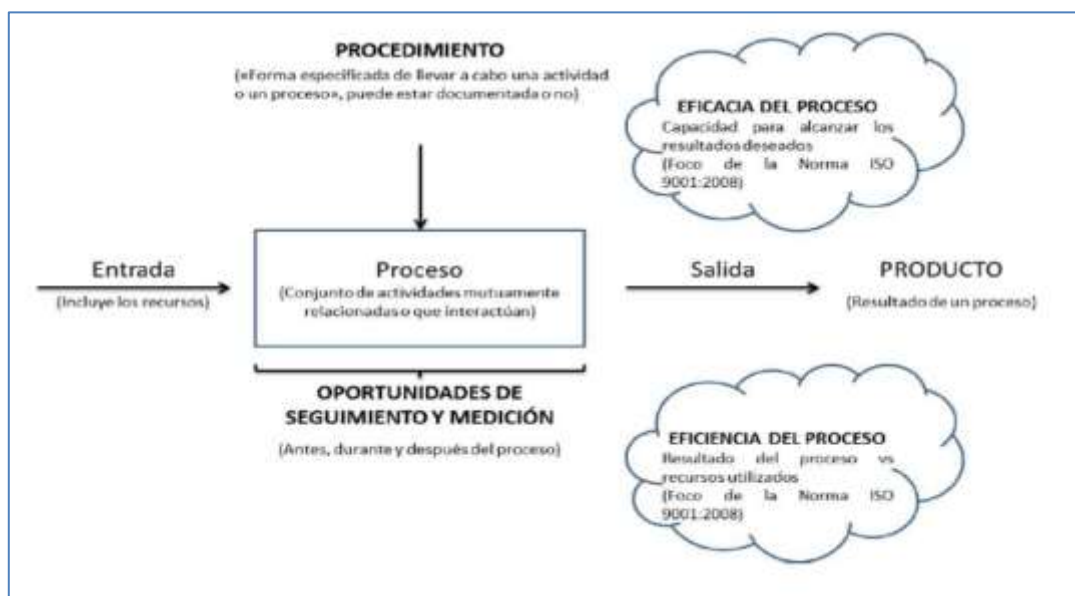 PROCEDIMIENTO
(«Forma especificada de llevar a cabo una actividad
o un proceso», puede estar documentada o no)
EFICACIA DEL PROCESO
Capacidad para alcanzar los
resultados deseados
(Foco de la Norma ISO
9001:2008)
Entrada
(Incluye los recursos)
Proceso
(Conjunto de actividades mutuamente
relacionadas o que interactúan)
Salida
PRODUCTO
(Resultado de un proceso)
OPORTUNIDADES DE
SEGUIMIENTO Y MEDICIÓN
(Antes, durante y después del proceso)
EFICIENCIA DEL PROCESO
Resultado del proceso vs
recursos utilizados
(Foco de la Norma ISO
9001:2008)